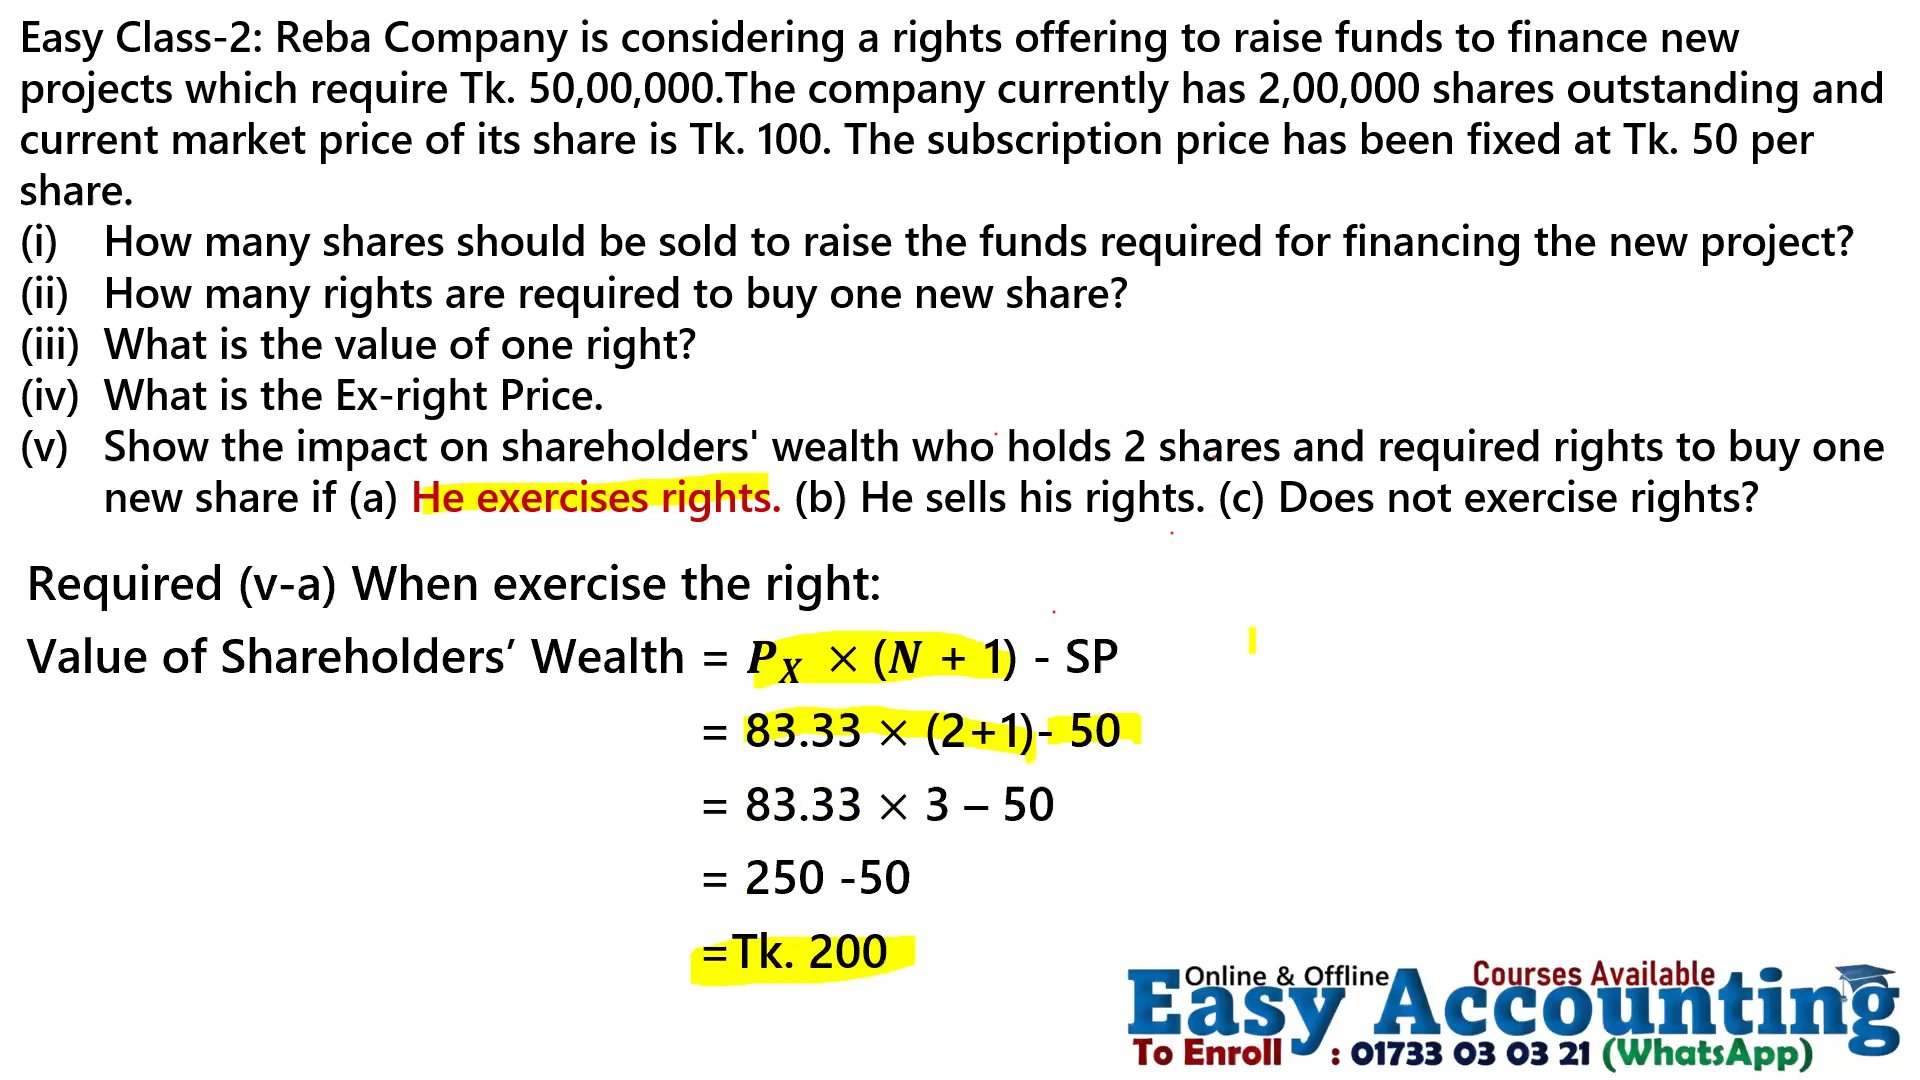 Easy Class-2: Reba Company is considering a rights offering to raise funds to finance new
projects which require Tk. 50,00,000.The company currently has 2,00,000 shares outstanding and
current market price of its share is Tk. 100. The subscription price has been fixed at Tk. 50 per
share.
(i) How many shares should be sold to raise the funds required for financing the new project?
(ii) How many rights are required to buy one new share?
(iii) What is the value of one right?
(iv) What is the Ex-right Price.
(v) Show the impact on shareholders' wealth who holds 2 shares and required rights to buy one
new share if (a) He exercises rights. (b) He sells his rights. (c) Does not exercise rights?
Required (v-a) When exercise the right:
Value of Shareholders’ Wealth = P_X × (N + 1) - SP
= 83.33 × (2+1)- 50
= 83.33 × 3 – 50
= 250 -50
=Tk. 200
Online & Offline Courses Available
Easy Accounting
To Enroll : 01733 03 03 21 (WhatsApp)